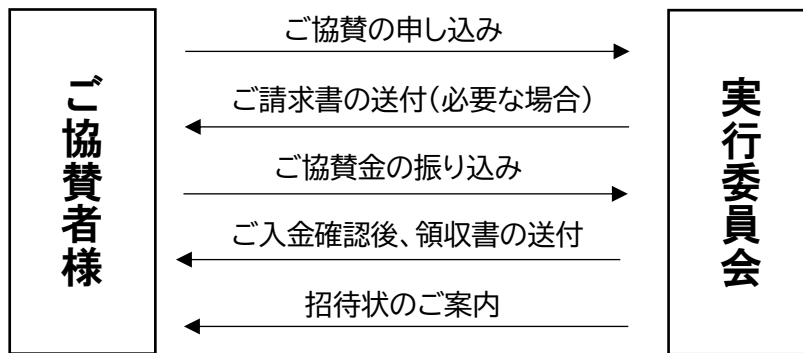 ご協賛者様
ご協賛の申し込み
ご請求書の送付（必要な場合）
ご協賛金の振り込み
ご入金確認後、領収書の送付
招待状のご案内
実行委員会